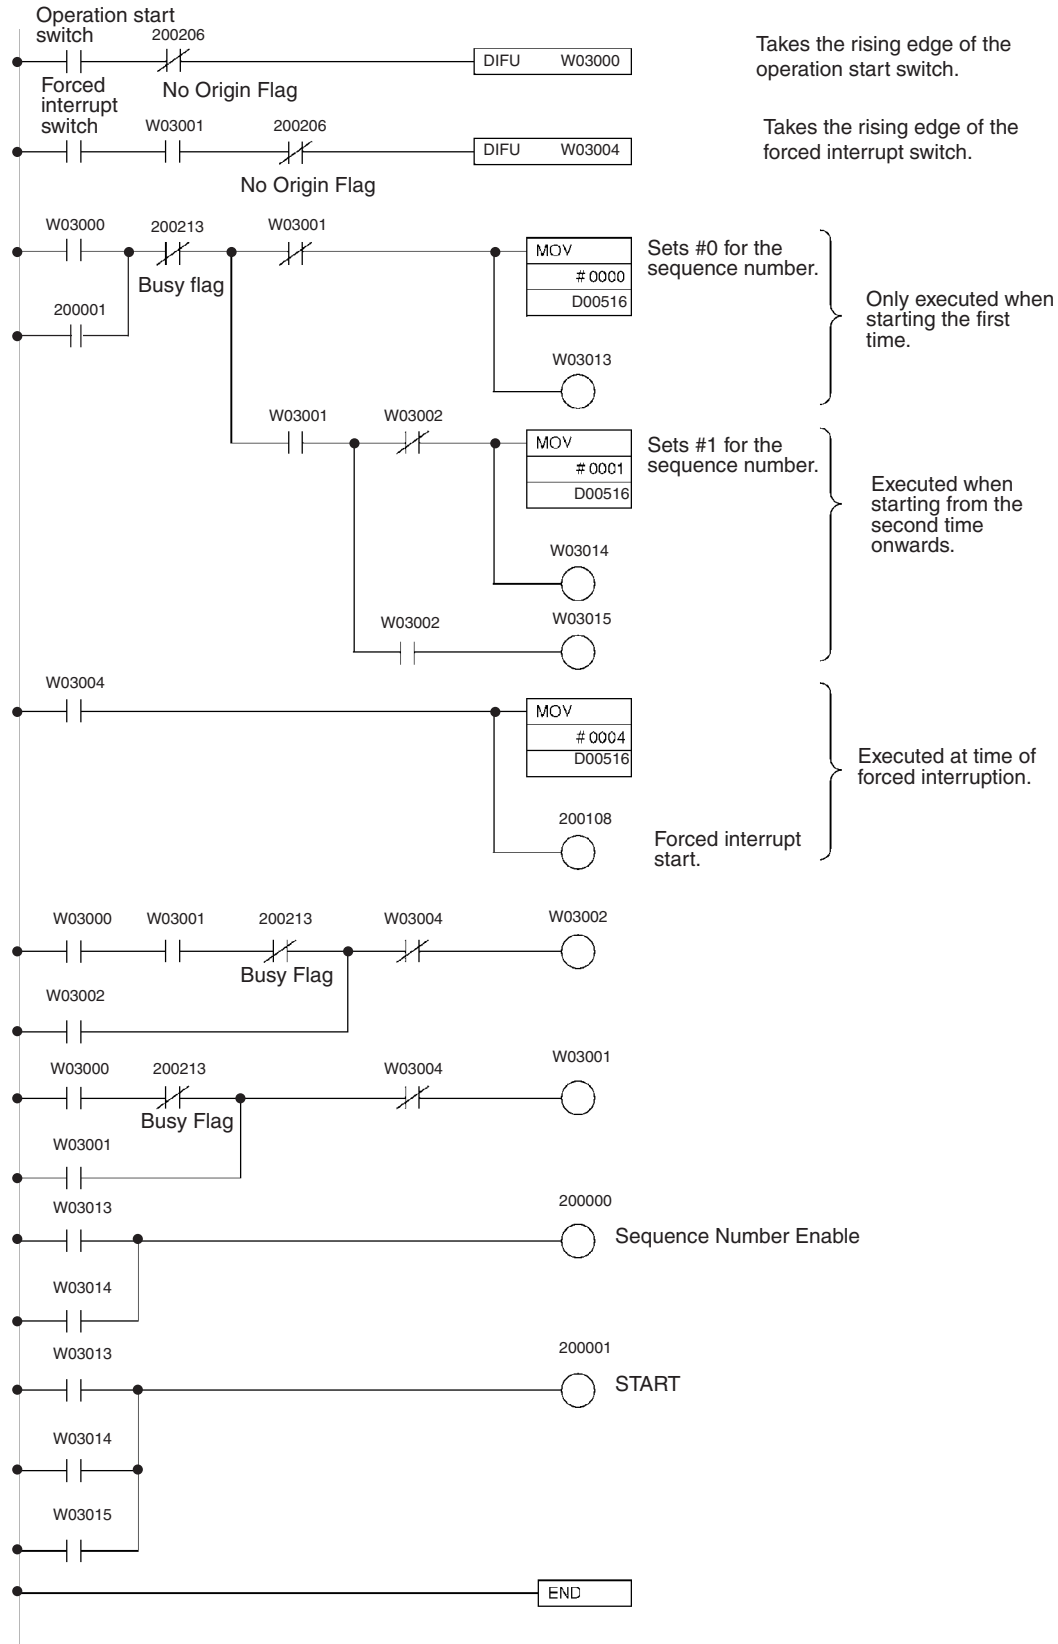 Operation start
switch
200206
DIFU W03000
Takes the rising edge of the
operation start switch.
No Origin Flag
Forced
interrupt
switch
W03001
200206
DIFU W03004
Takes the rising edge of the
forced interrupt switch.
No Origin Flag
W03000
200213
W03001
Busy flag
MOV
# 0000
D00516
Sets #0 for the
sequence number.
Only executed when
starting the first
time.
200001
W03013
W03001
W03002
MOV
# 0001
D00516
Sets #1 for the
sequence number.
Executed when
starting from the
second time
onwards.
W03014
W03002
W03015
W03004
MOV
# 0004
D00516
Executed at time of
forced interruption.
200108
Forced interrupt
start.
W03000
W03001
200213
W03004
W03002
Busy Flag
W03002
W03000
200213
W03004
W03001
Busy Flag
W03001
W03013
200000
Sequence Number Enable
W03014
W03013
200001
START
W03014
W03015
END